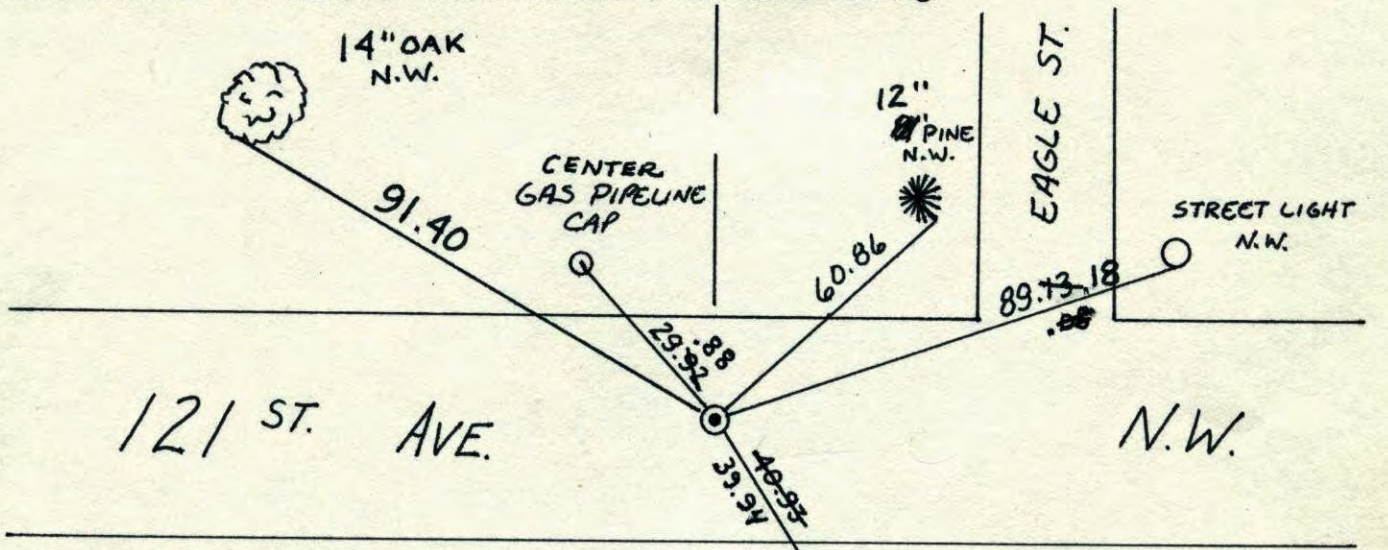 14" OAK
N.W.
CENTER
GAS PIPELINE
CAP
12"
PINE
N.W.
EAGLE ST.
STREET LIGHT
N.W.
91.40
29.92
.88
60.86
89.13 .18
121 ST. AVE. N.W.
40.93
39.94